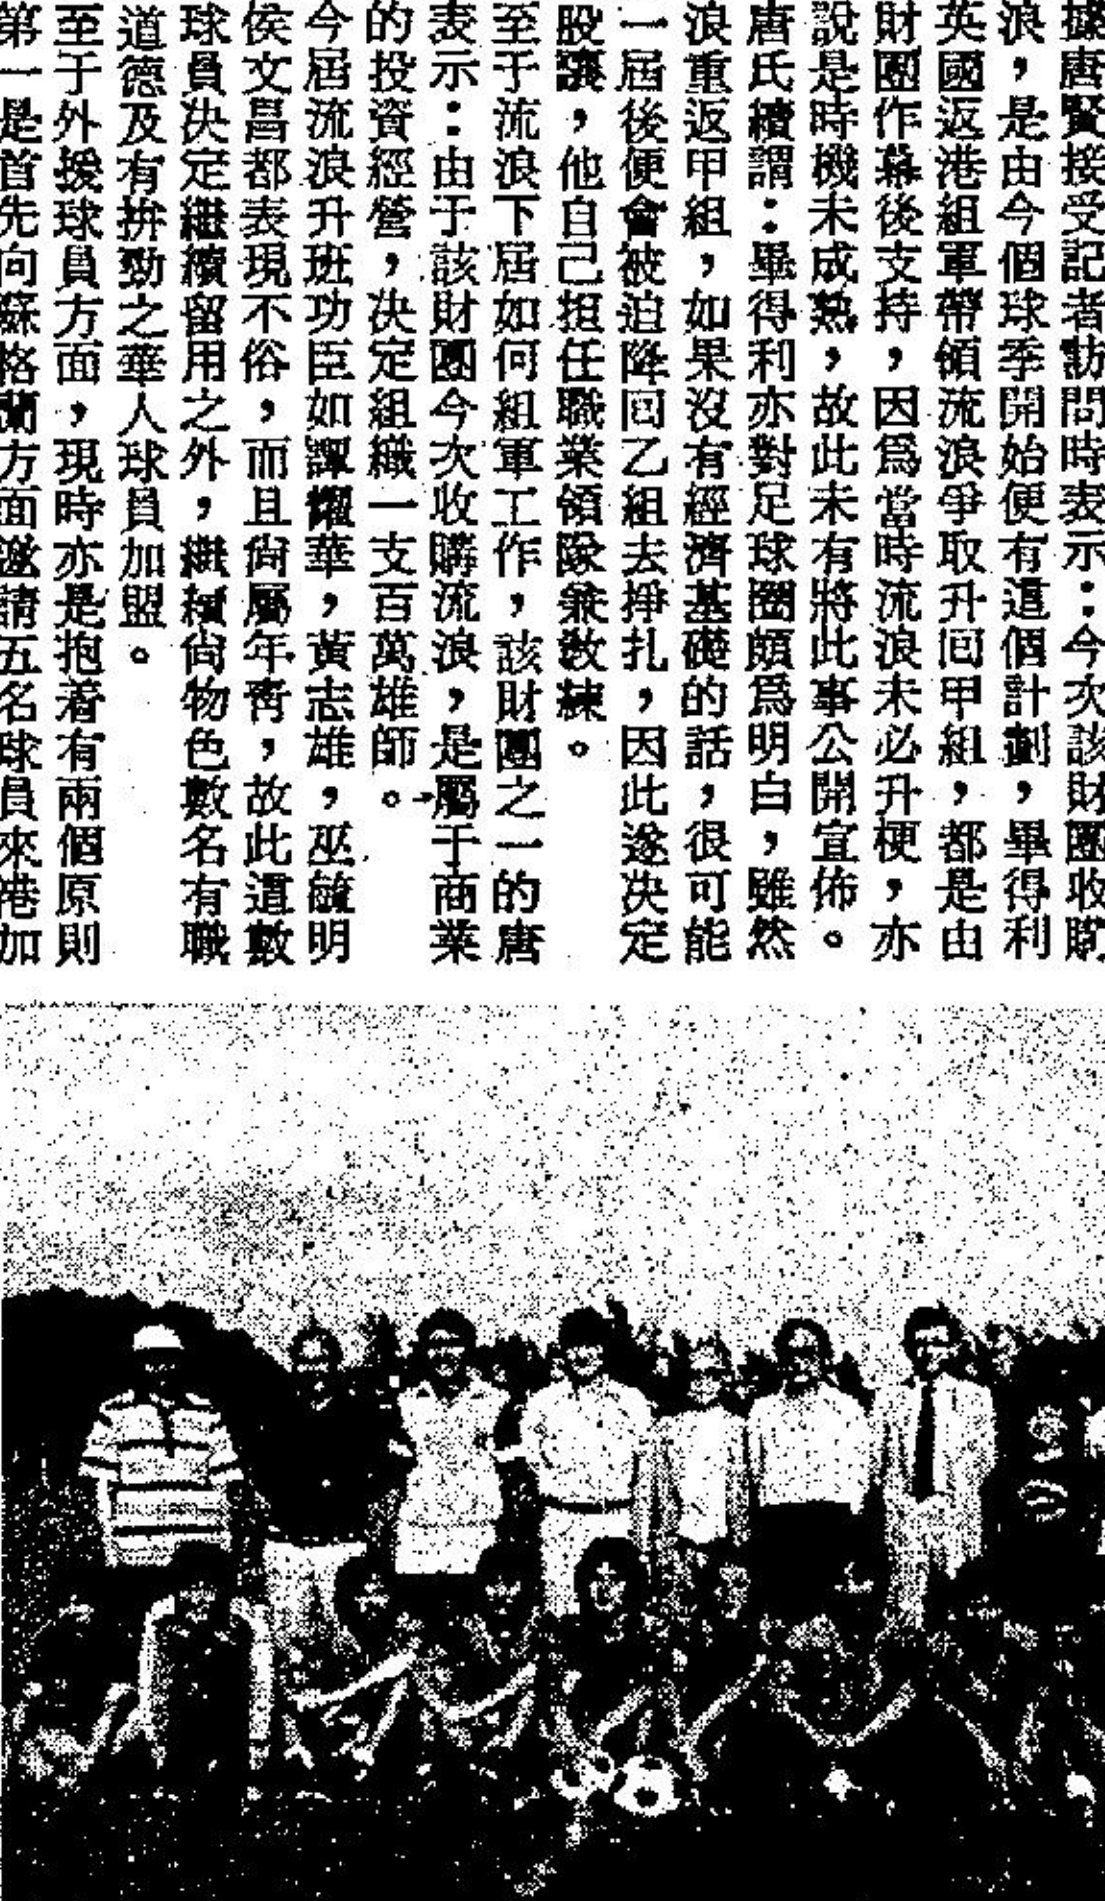 據唐賢接受記者訪問時表示：今次該財團收購
浪，是由今個球季開始便有這個計劃，畢得利
英國返港組軍帶領流浪爭取升回甲組，都是由
財團作幕後支持，因爲當時流浪未必升梗，亦
說是時機未成熟，故此未有將此事公開宣佈。
唐氏續謂：畢得利亦對足球圈頗爲明白，雖然
浪重返甲組，如果沒有經濟基礎的話，很可能
一屆後便會被迫降回乙組去掙扎，因此遂決定
股讓，他自己担任職業領隊兼敎練。
至于流浪下屆如何組軍工作，該財團之一的唐
表示：由于該財團今次收購流浪，是屬于商業
的投資經營，決定組織一支百萬雄師。
今屆流浪升班功臣如譚耀華，黃志雄，巫蘊明
侯文昌都表現不俗，而且尙屬年靑，故此這數
球員決定繼續留用之外，繼續尙物色數名有職
道德及有拚勁之華人球員加盟。
至于外援球員方面，現時亦是抱着有兩個原則
第一是首先向蘇格蘭方面邀請五名球員來港加